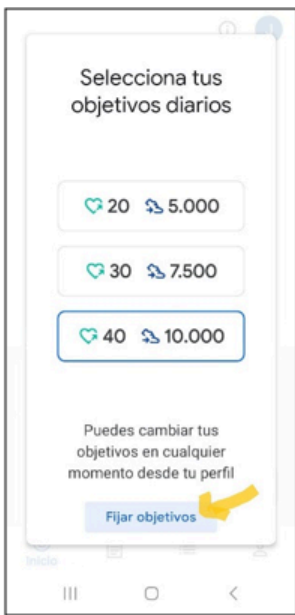 Selecciona tus
objetivos diarios
20 5.000
30 7.500
40 10.000
Puedes cambiar tus
objetivos en cualquier
momento desde tu perfil
Fijar objetivos
Inicio